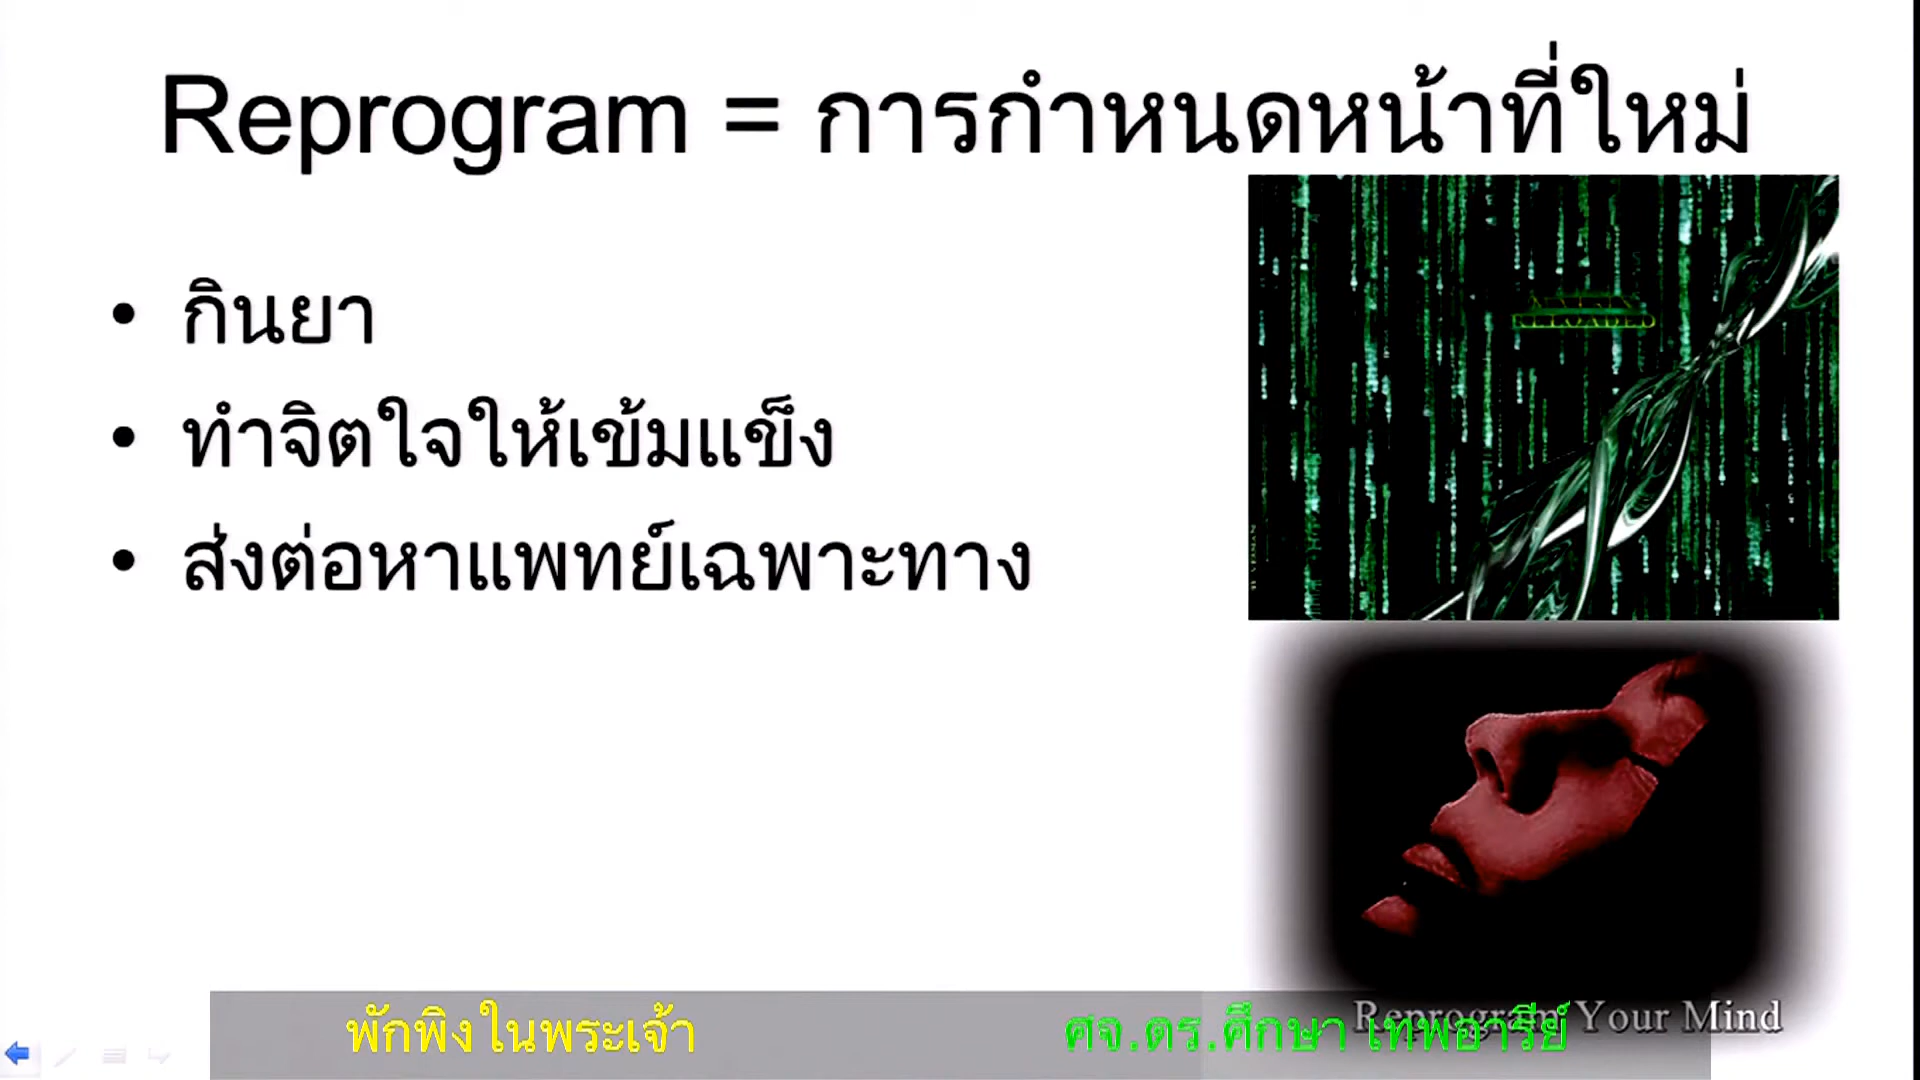 Reprogram = การกำหนดหน้าที่ใหม่
• กินยา
• ทำจิตใจให้เข้มแข็ง
• ส่งต่อหาแพทย์เฉพาะทาง
RELOADED
Reprogram Your Mind
พักพิงในพระเจ้า
ศจ.ดร.ศึกษา เทพอารีย์